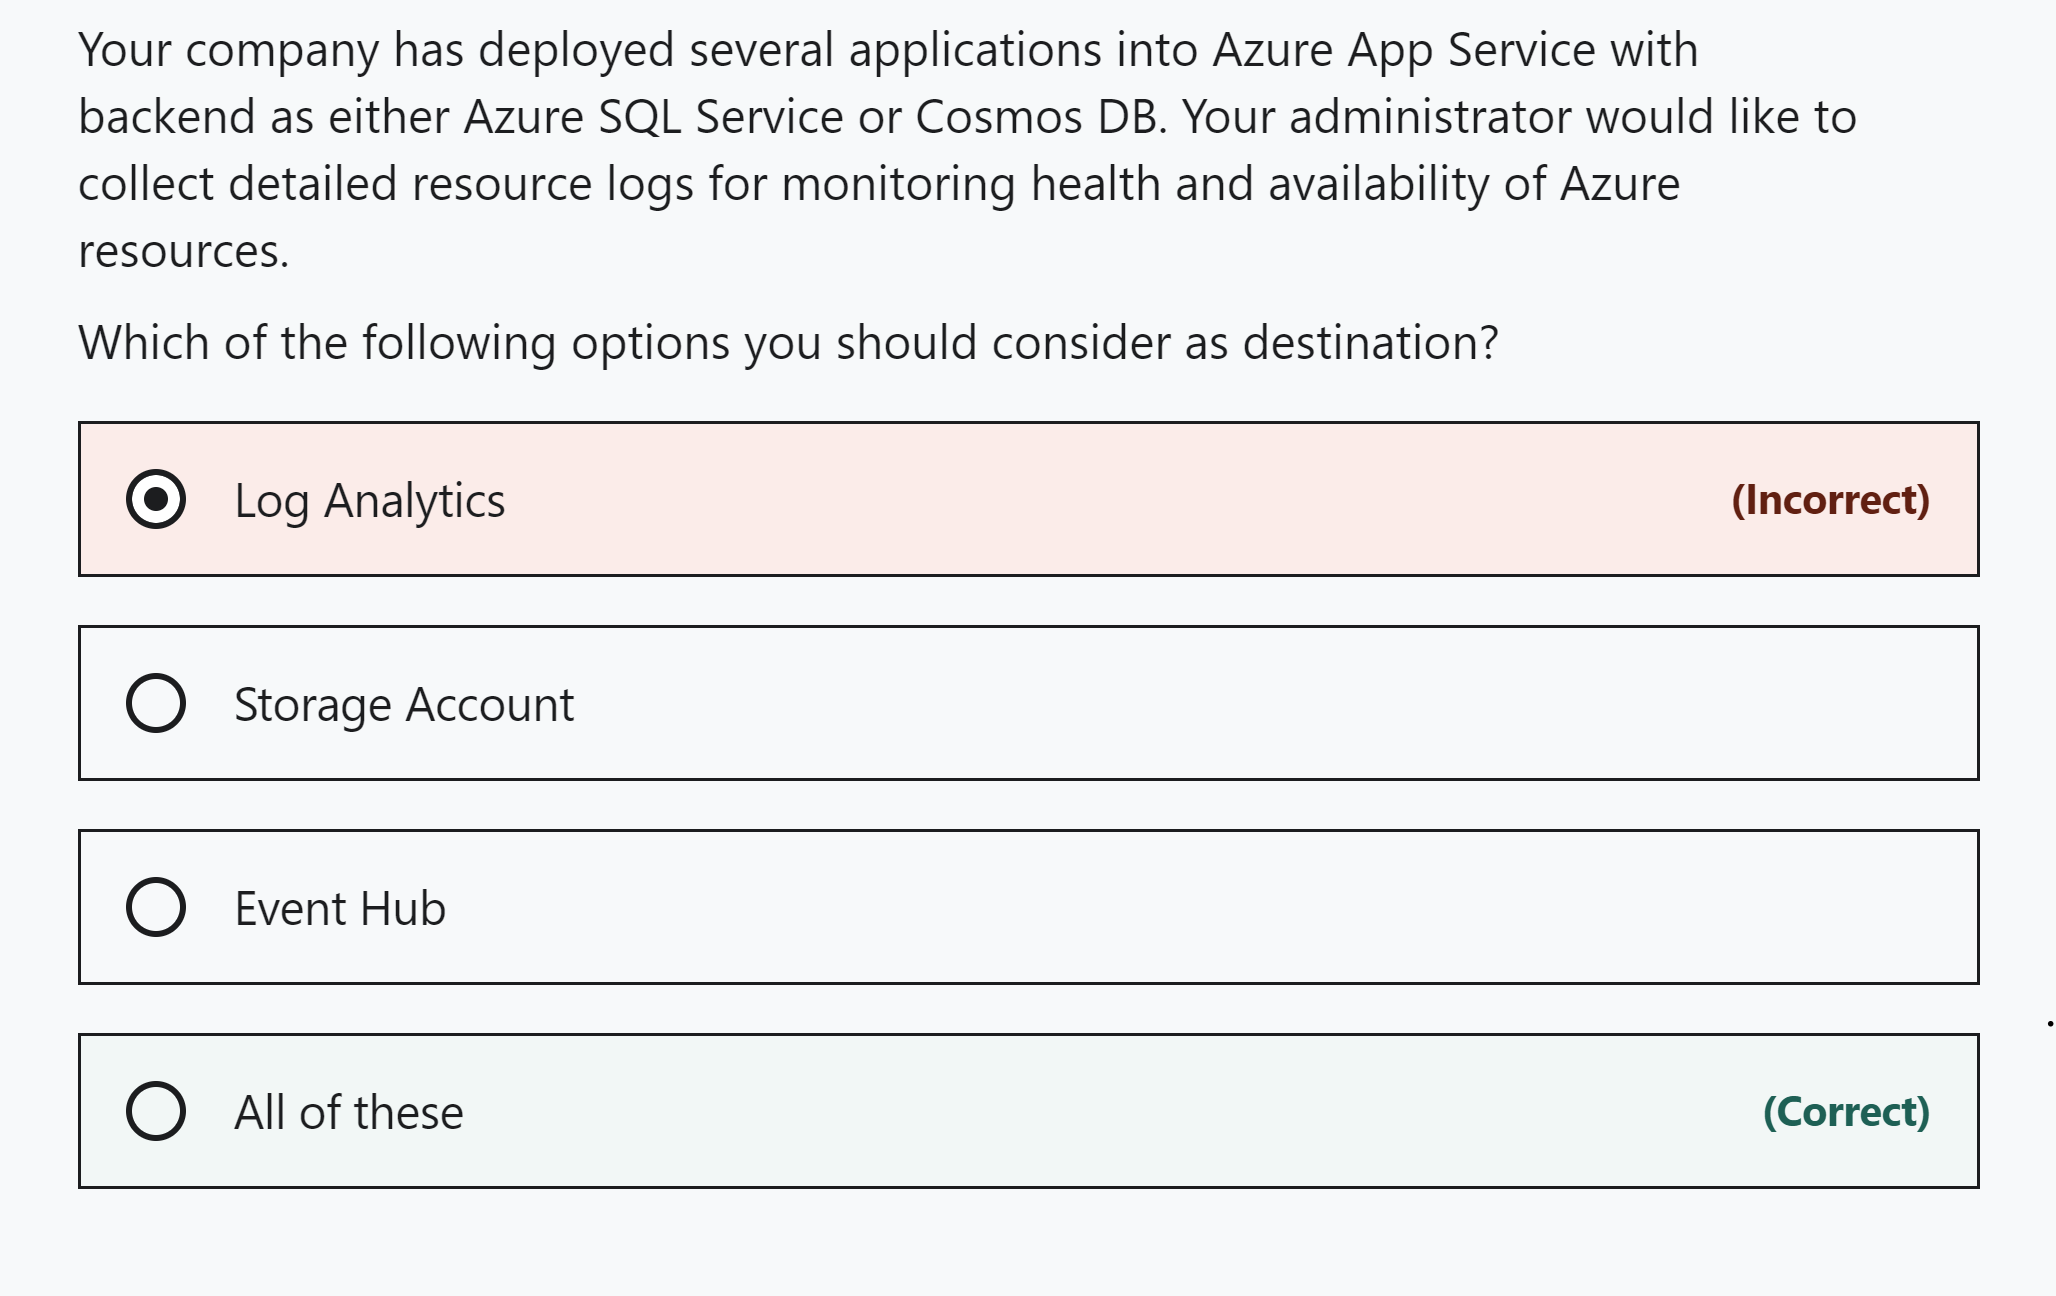 Your company has deployed several applications into Azure App Service with
backend as either Azure SQL Service or Cosmos DB. Your administrator would like to
collect detailed resource logs for monitoring health and availability of Azure
resources.
Which of the following options you should consider as destination?
Log Analytics (Incorrect)
Storage Account
Event Hub
All of these (Correct)